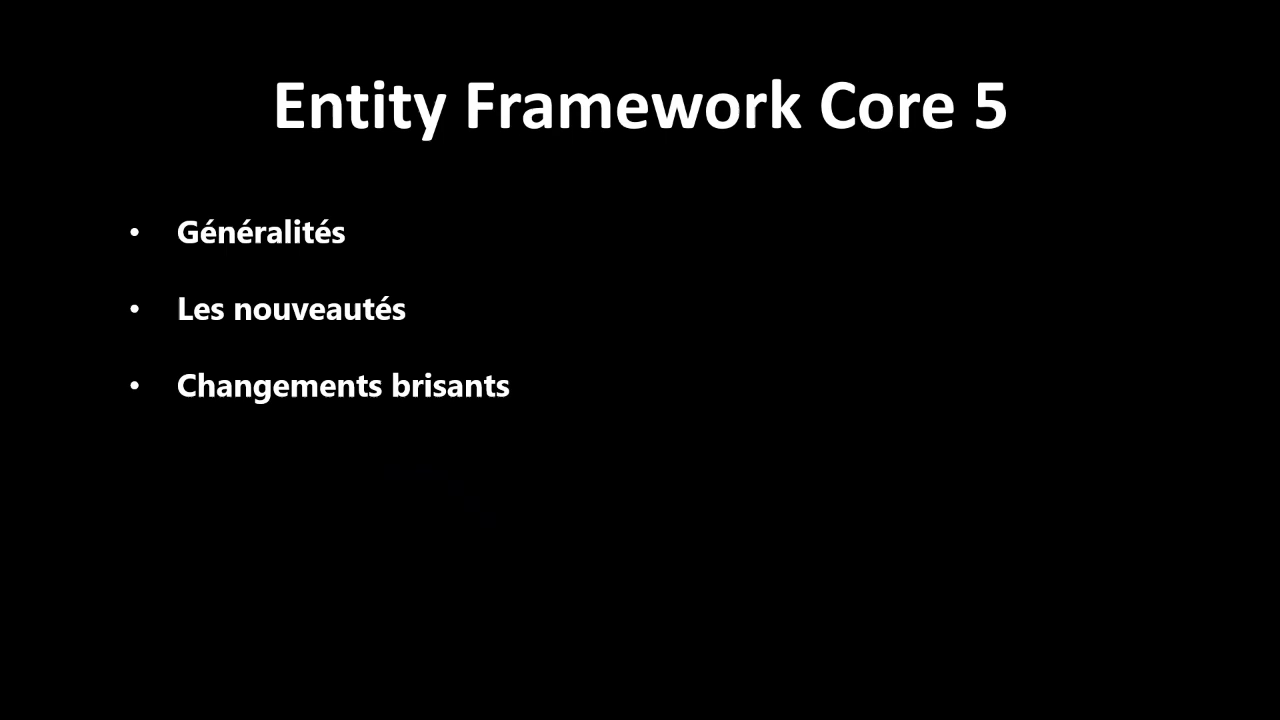 Entity Framework Core 5
• Généralités
• Les nouveautés
• Changements brisants